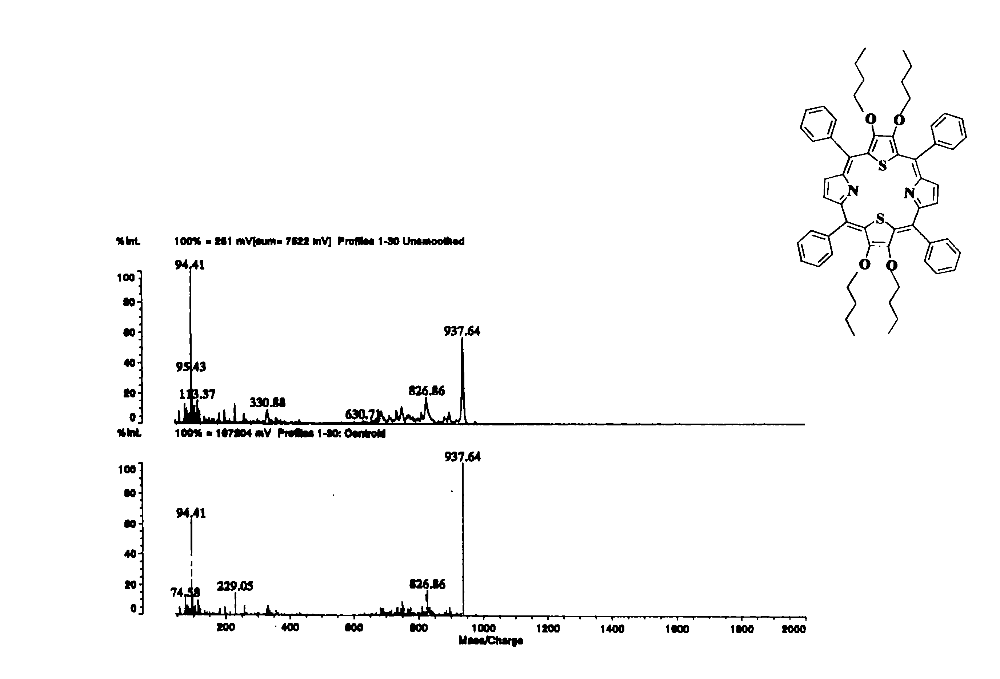 O O
S
N N
S
O O
% Int. 100% = 251 mV[sum= 7522 mV] Profiles 1-30 Unsmoothed
94.41
100
80
937.64
60
40
95.43
20
113.37
330.88
630.71
826.86
0
% Int. 100% = 167204 mV Profiles 1-30: Centroid
937.64
100
80
94.41
60
40
20
74.58
229.05
826.86
0
200 400 600 800 1000 1200 1400 1600 1800 2000
Mass/Charge